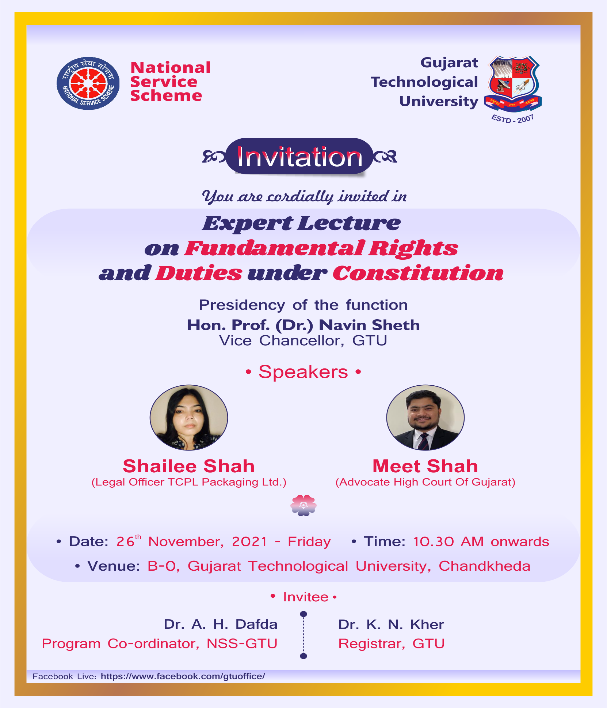 राष्ट्रीय सेवा योजना
NATIONAL SERVICE SCHEME
National
Service
Scheme
Gujarat
Technological
University
ESTD - 2007
Invitation
You are cordially invited in
Expert Lecture
on Fundamental Rights
and Duties under Constitution
Presidency of the function
Hon. Prof. (Dr.) Navin Sheth
Vice Chancellor, GTU
• Speakers •
Shailee Shah
(Legal Officer TCPL Packaging Ltd.)
Meet Shah
(Advocate High Court Of Gujarat)
• Date: 26th November, 2021 - Friday • Time: 10.30 AM onwards
• Venue: B-0, Gujarat Technological University, Chandkheda
• Invitee •
Dr. A. H. Dafda
Program Co-ordinator, NSS-GTU
Dr. K. N. Kher
Registrar, GTU
Facebook Live: https://www.facebook.com/gtuoffice/